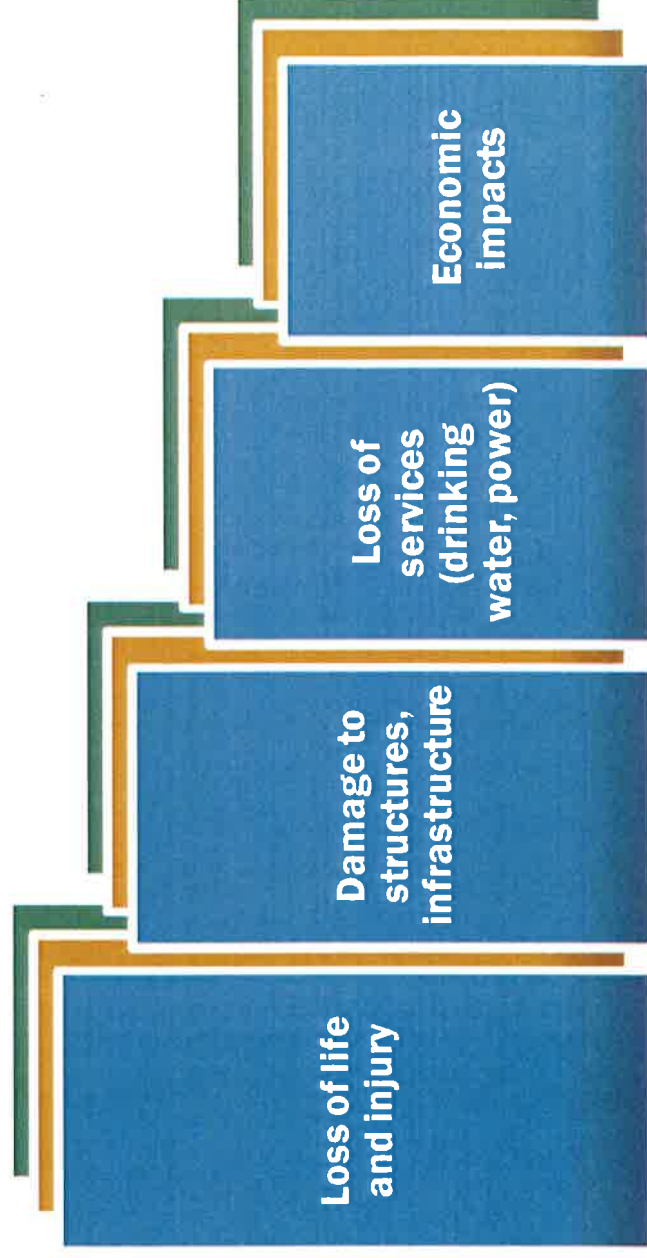 Loss of life
and injury
Damage to
structures,
infrastructure
Loss of
services
(drinking
water, power)
Economic
impacts